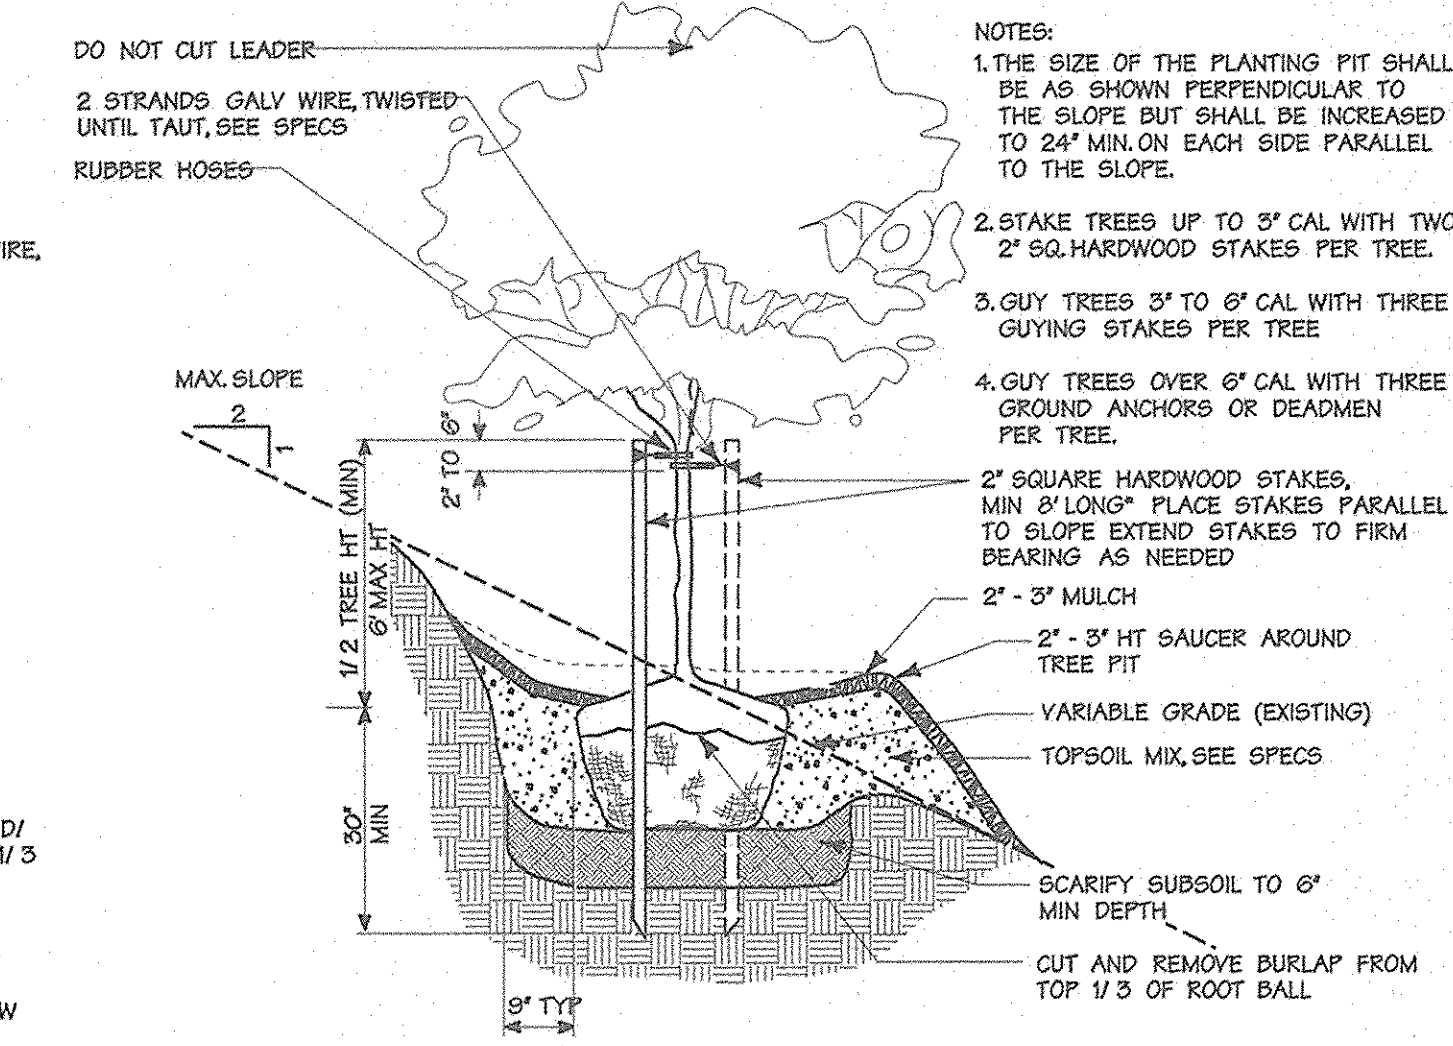 DO NOT CUT LEADER
2 STRANDS GALV WIRE, TWISTED
UNTIL TAUT, SEE SPECS
RUBBER HOSES
IRE,
MAX. SLOPE
2
1
2" TO 6"
1/2 TREE HT (MIN)
6' MAX HT
30"
MIN
D/
1/3
W
9" TYP
NOTES:
1. THE SIZE OF THE PLANTING PIT SHALL
BE AS SHOWN PERPENDICULAR TO
THE SLOPE BUT SHALL BE INCREASED
TO 24" MIN. ON EACH SIDE PARALLEL
TO THE SLOPE.
2. STAKE TREES UP TO 3" CAL WITH TWO
2" SQ. HARDWOOD STAKES PER TREE.
3. GUY TREES 3" TO 6" CAL WITH THREE
GUYING STAKES PER TREE
4. GUY TREES OVER 6" CAL WITH THREE
GROUND ANCHORS OR DEADMEN
PER TREE.
2" SQUARE HARDWOOD STAKES,
MIN 8' LONG" PLACE STAKES PARALLEL
TO SLOPE EXTEND STAKES TO FIRM
BEARING AS NEEDED
2" - 3" MULCH
2" - 3" HT SAUCER AROUND
TREE PIT
VARIABLE GRADE (EXISTING)
TOPSOIL MIX, SEE SPECS
SCARIFY SUBSOIL TO 6"
MIN DEPTH
CUT AND REMOVE BURLAP FROM
TOP 1/3 OF ROOT BALL